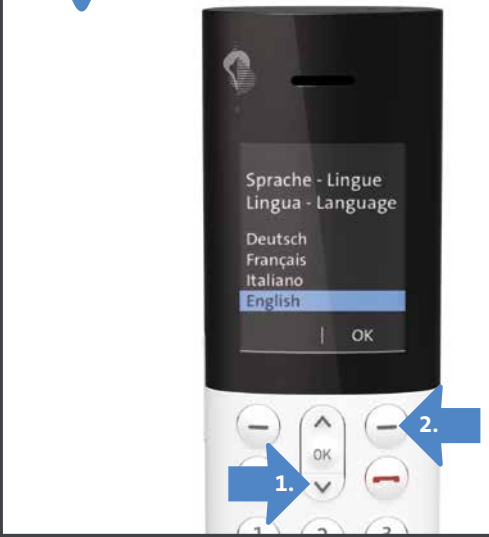 Sprache - Lingue
Lingua - Language
Deutsch
Français
Italiano
English
| OK
2.
OK
1.
1 2 3